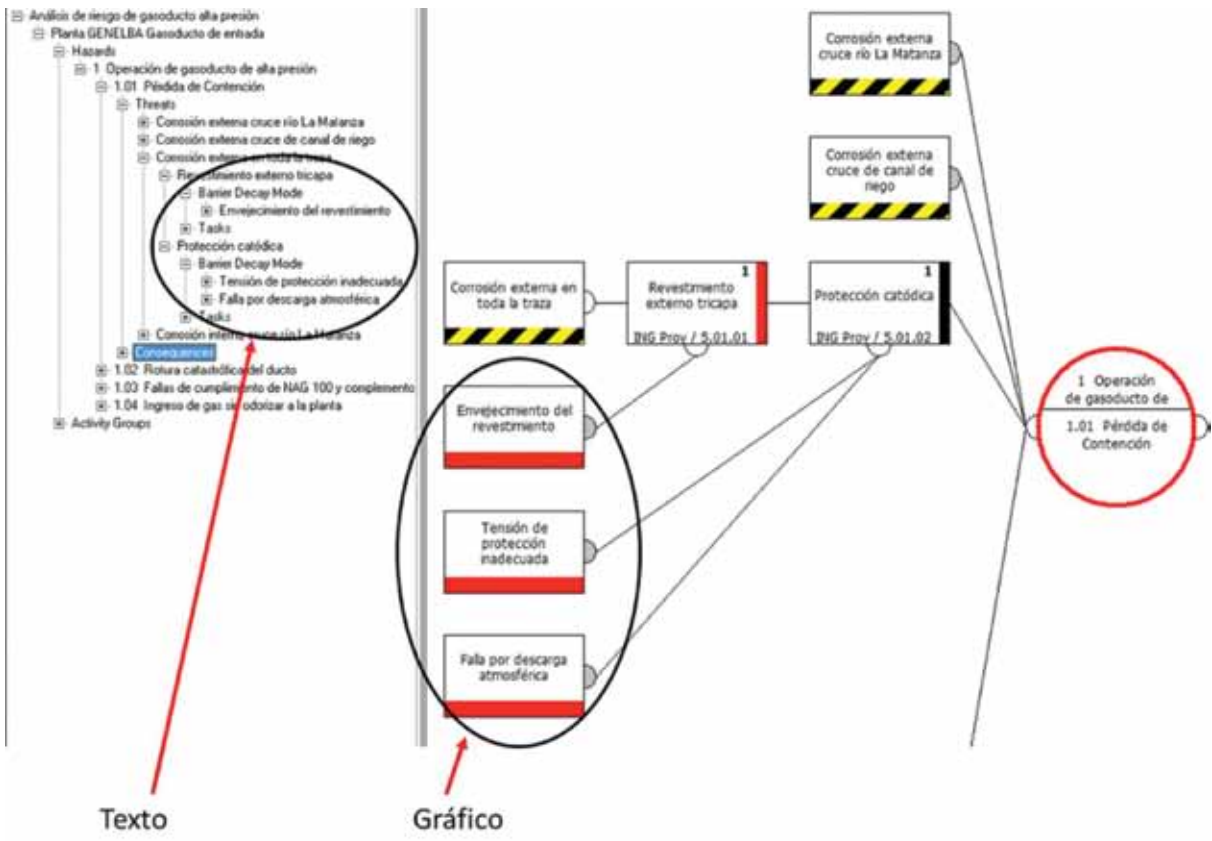 Análisis de riesgo de gasoducto alta presión
Planta GENELBA Gasoducto de entrada
Hazards
1 Operación de gasoducto de alta presión
1.01 Pérdida de Contención
Threats
Corrosión externa cruce río La Matanza
Corrosión externa cruce de canal de riego
Corrosión externa en toda la traza
Revestimiento externo tricapa
Barrier Decay Mode
Envejecimiento del revestimiento
Tasks
Protección catódica
Barrier Decay Mode
Tensión de protección inadecuada
Falla por descarga atmosférica
Tasks
Corrosión interna cruce río La Matanza
Consequences
1.02 Rotura catastrófica del ducto
1.03 Fallas de cumplimiento de NAG 100 y complemento
1.04 Ingreso de gas sin odorizar a la planta
Activity Groups
Corrosión externa
cruce río La Matanza
Corrosión externa
cruce de canal de
riego
Corrosión externa en
toda la traza
1
Revestimiento
externo tricapa
ING Proy / 5.01.01
1
Protección catódica
ING Proy / 5.01.02
Envejecimiento del
revestimiento
Tensión de
protección
inadecuada
Falla por descarga
atmosférica
1 Operación
de gasoducto de
1.01 Pérdida de
Contención
Texto
Gráfico